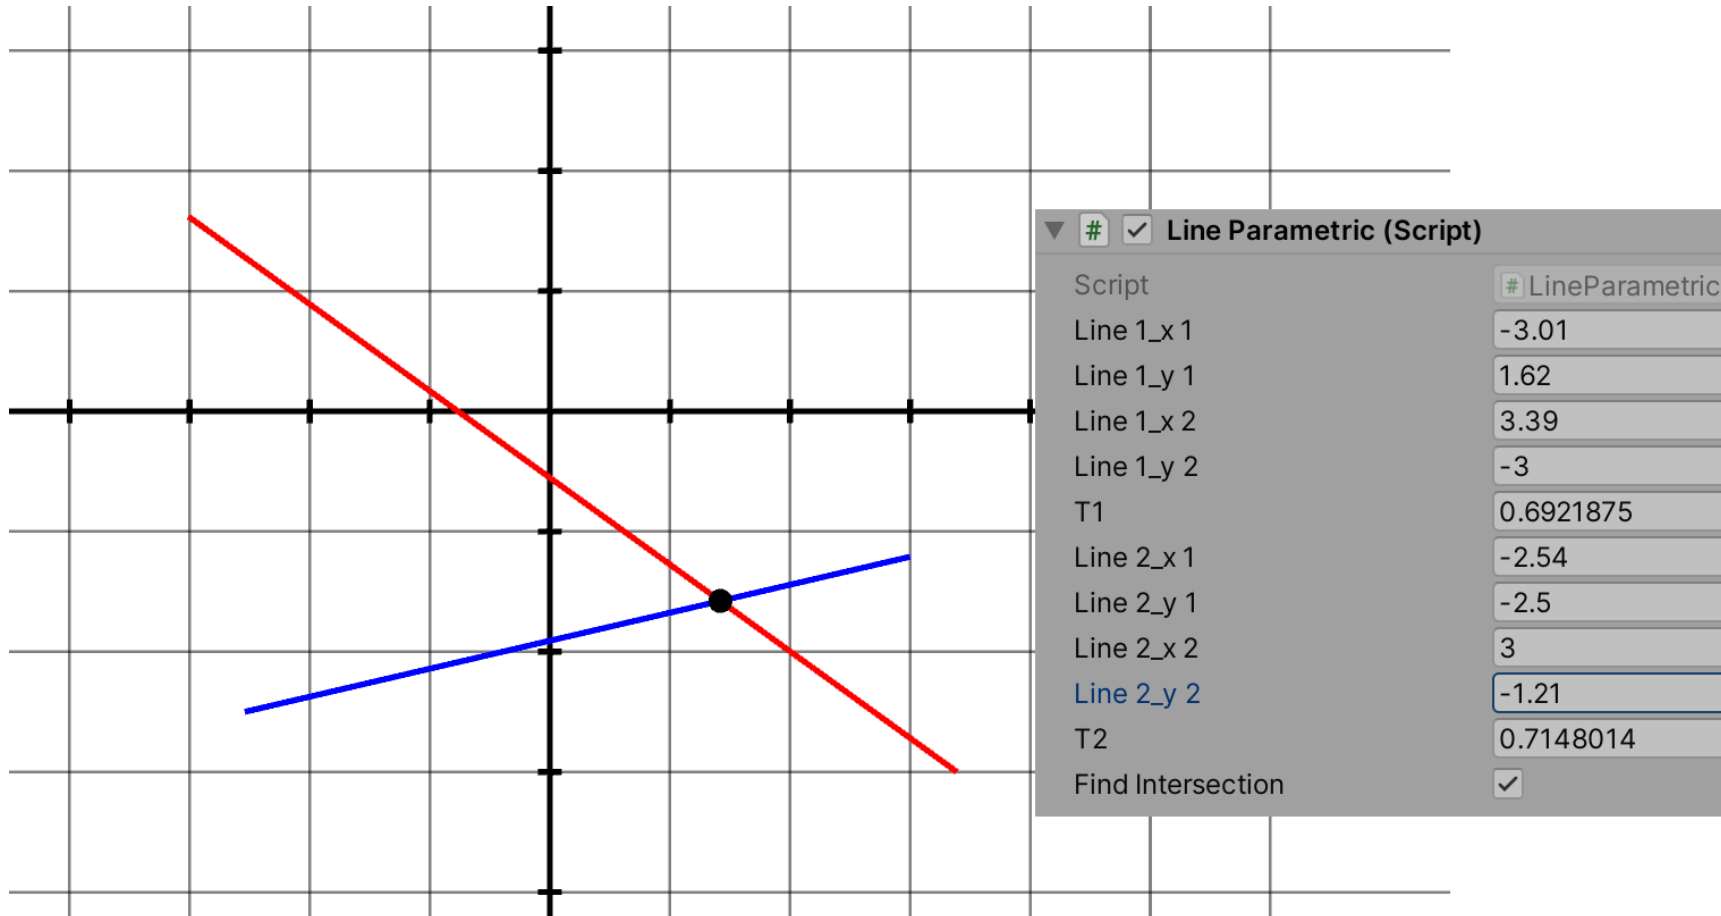 # Line Parametric (Script)
Script # LineParametric
Line 1_x 1 -3.01
Line 1_y 1 1.62
Line 1_x 2 3.39
Line 1_y 2 -3
T1 0.6921875
Line 2_x 1 -2.54
Line 2_y 1 -2.5
Line 2_x 2 3
Line 2_y 2 -1.21
T2 0.7148014
Find Intersection